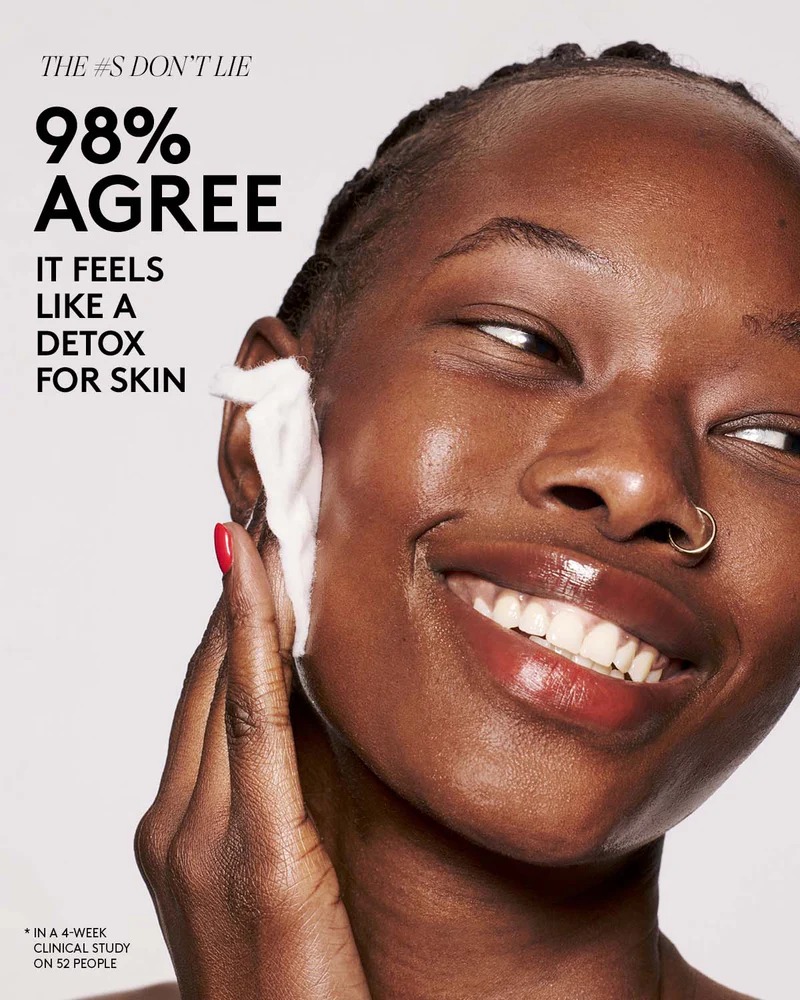 THE #S DON'T LIE
98%
AGREE
IT FEELS
LIKE A
DETOX
FOR SKIN
* IN A 4-WEEK
CLINICAL STUDY
ON 52 PEOPLE